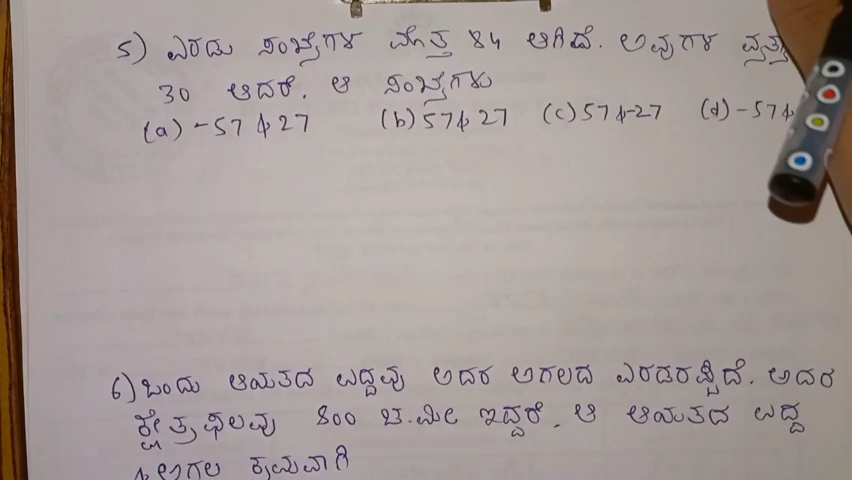 5) ಎರಡು ಸಂಖ್ಯೆಗಳ ಮೊತ್ತ 84 ಆಗಿದೆ. ಅವುಗಳ
30 ಆದರೆ. ಆ ಸಂಖ್ಯೆಗಳು
(a) -57 & 27 (b) 57 & 27 (c) 57 & -27 (d) -57 &
6) ಒಂದು ಆಯತದ ಉದ್ದವು ಅದರ ಅಗಲದ ಎರಡರಷ್ಟಿದೆ. ಅದರ
ಕ್ಷೇತ್ರಫಲವು 800 ಚ.ಮೀ ಇದ್ದರೆ. ಆ ಆಯತದ ಉದ್ದ
& ಅಗಲ ಕ್ರಮವಾಗಿ